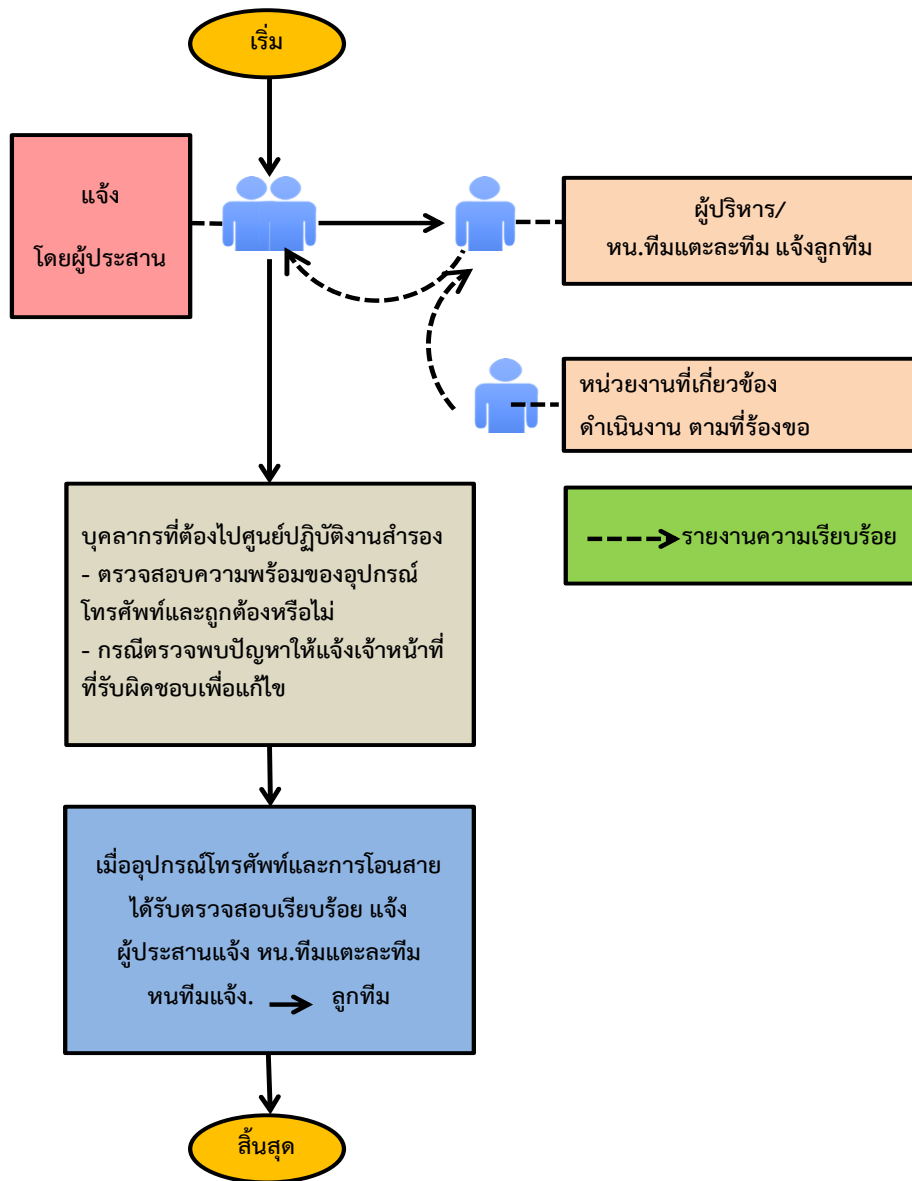 เริ่ม
แจ้ง
โดยผู้ประสาน
ผู้ปริหาร/
หน.ทีมแตะละทีม แจ้งลูกทีม
หน่วยงานที่เกี่ยวข้อง
ดำเนินงาน ตามที่ร้องขอ
รายงานความเรียบร้อย
บุคลากรที่ต้องไปศูนย์ปฏิบัติงานสำรอง
- ตรวจสอบความพร้อมของอุปกรณ์
โทรศัพท์และถูกต้องหรือไม่
- กรณีตรวจพบปัญหาให้แจ้งเจ้าหน้าที่
ที่รับผิดชอบเพื่อแก้ไข
เมื่ออุปกรณ์โทรศัพท์และการโอนสาย
ได้รับตรวจสอบเรียบร้อย แจ้ง
ผู้ประสานแจ้ง หน.ทีมแตะละทีม
หนทีมแจ้ง. ลูกทีม
สิ้นสุด